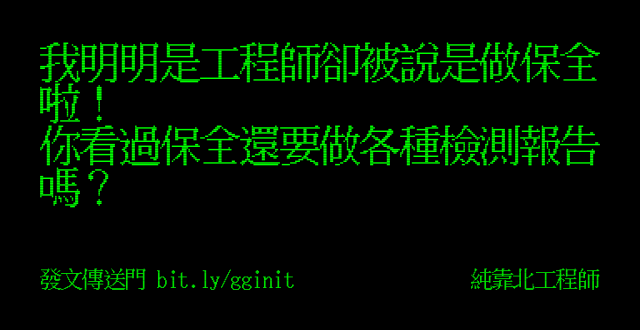 我明明是工程師卻被說是做保全
啦！
你看過保全還要做各種檢測報告
嗎？
發文傳送門 bit.ly/gginit
純靠北工程師